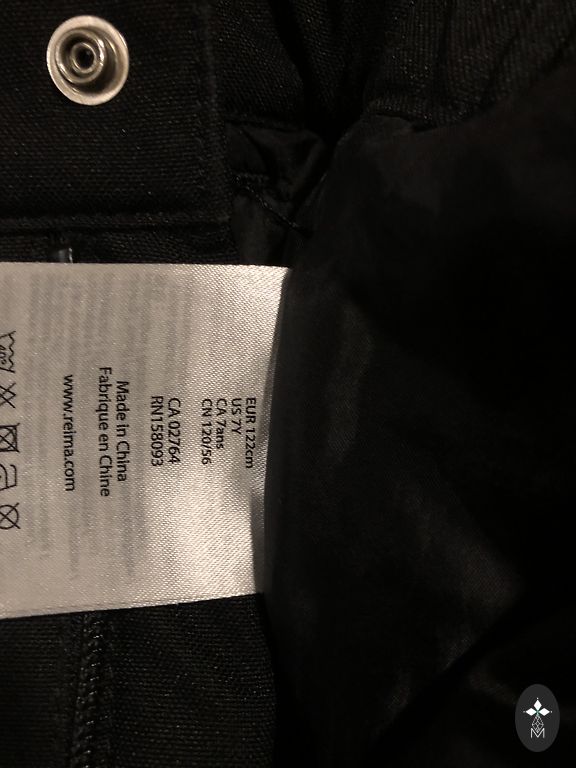 EUR 122cm
US 7Y
CA 7ans
CN 120/56
CA 02764
RN158093
Made in China
Fabrique en Chine
www.reima.com
40°
M